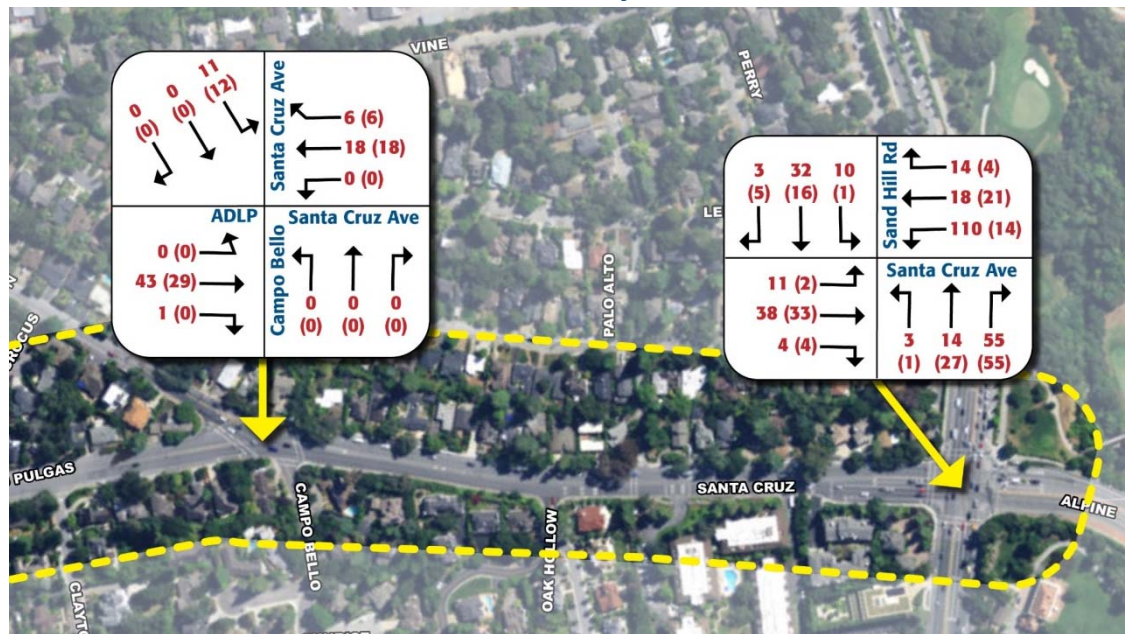 VINE
PERRY
PALO ALTO
PULGAS
CAMPO BELLO
OAK HOLLOW
SANTA CRUZ
ALPINE
0
(0)
0
(0)
11
(12)
Santa Cruz Ave
6 (6)
18 (18)
0 (0)
ADLP
0 (0)
43 (29)
1 (0)
Campo Bello
Santa Cruz Ave
0 0 0
(0) (0) (0)
3 32 10
(5) (16) (1)
Sand Hill Rd
14 (4)
18 (21)
110 (14)
11 (2)
38 (33)
4 (4)
Santa Cruz Ave
3 14 55
(1) (27) (55)